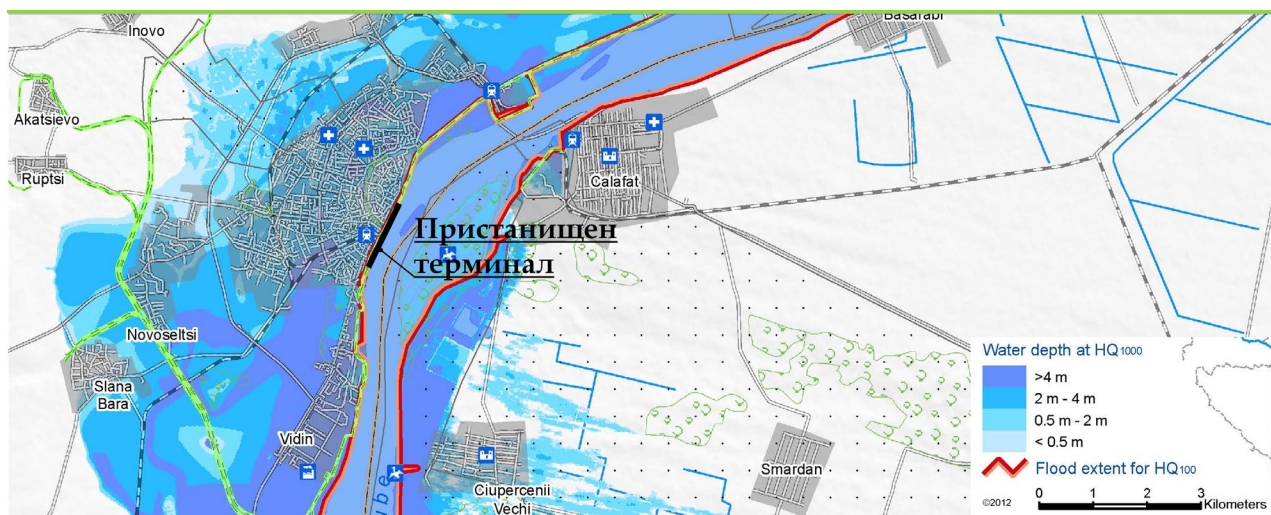 Inovo
Basarabi
Akatsievo
Ruptsi
Calafat
Пристанищен
терминал
Novoseltsi
Slana
Bara
Vidin
Ciupercenii
Vechi
Smardan
Water depth at HQ1000
>4 m
2 m - 4 m
0.5 m - 2 m
< 0.5 m
Flood extent for HQ100
©2012
0 1 2 3
Kilometers